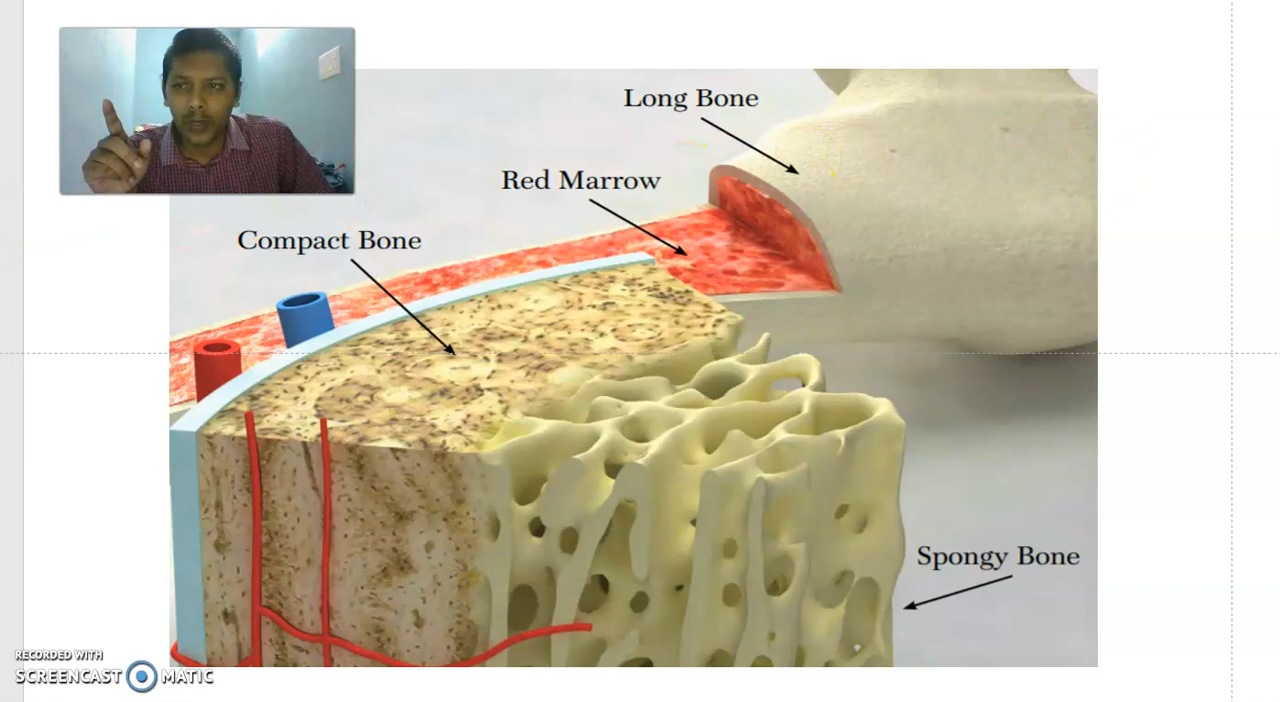 Long Bone
Red Marrow
Compact Bone
Spongy Bone
RECORDED WITH
SCREENCAST MATIC